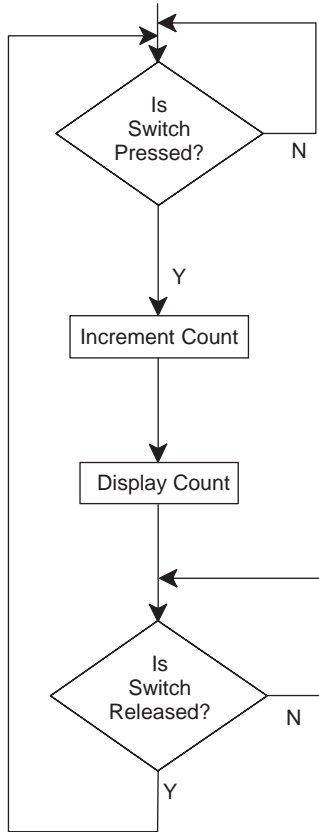 Is
Switch
Pressed?
N
Y
Increment Count
Display Count
Is
Switch
Released?
N
Y